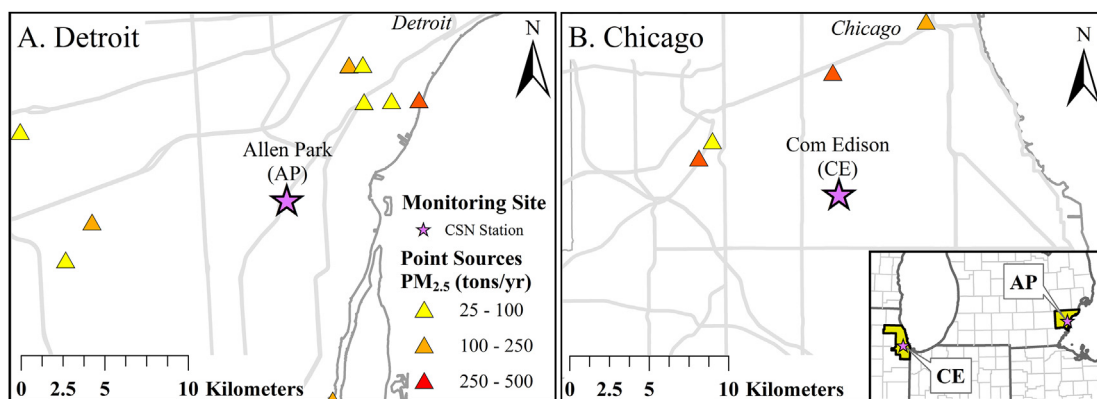 A. Detroit
Detroit
N
Allen Park
(AP)
Monitoring Site
CSN Station
Point Sources
PM2.5 (tons/yr)
25 - 100
100 - 250
250 - 500
0 2.5 5 10 Kilometers
B. Chicago
Chicago
N
Com Edison
(CE)
0 2.5 5 10 Kilometers
AP
CE